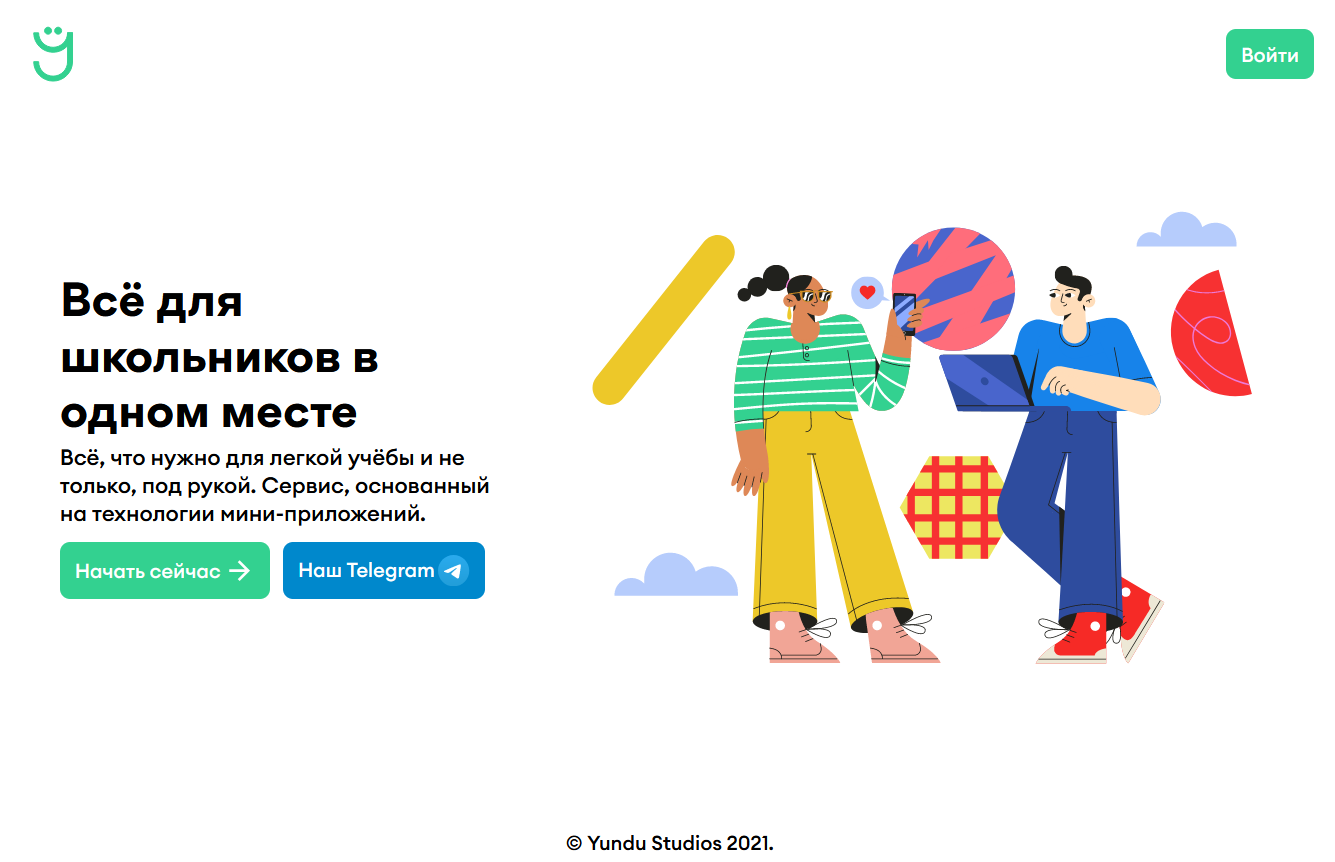 Войти
Всё для
школьников в
одном месте
Всё, что нужно для легкой учёбы и не
только, под рукой. Сервис, основанный
на технологии мини-приложений.
Начать сейчас
Наш Telegram
© Yundu Studios 2021.